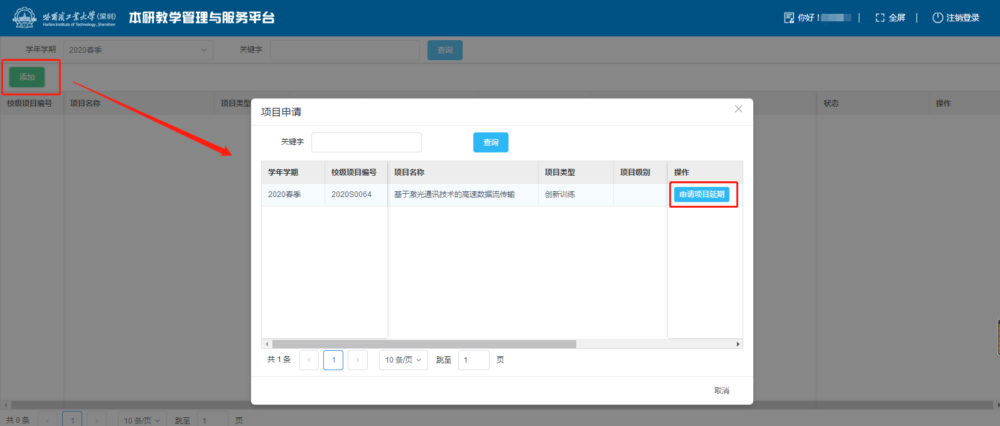 哈尔滨工业大学(深圳)
Harbin Institute of Technology, Shenzhen
本研教学管理与服务平台
你好！
全屏
注销登录
学年学期 2020春季 关键字 查询
添加
校级项目编号 项目名称 项目类型 状态 操作
项目申请
关键字 查询
学年学期 校级项目编号 项目名称 项目类型 项目级别 操作
2020春季 2020S0064 基于激光通讯技术的高速数据流传输 创新训练 申请项目延期
共 1 条 < 1 > 10 条/页 跳至 1 页
取消
共 0 条 < 1 > 10 条/页 跳至 1 页